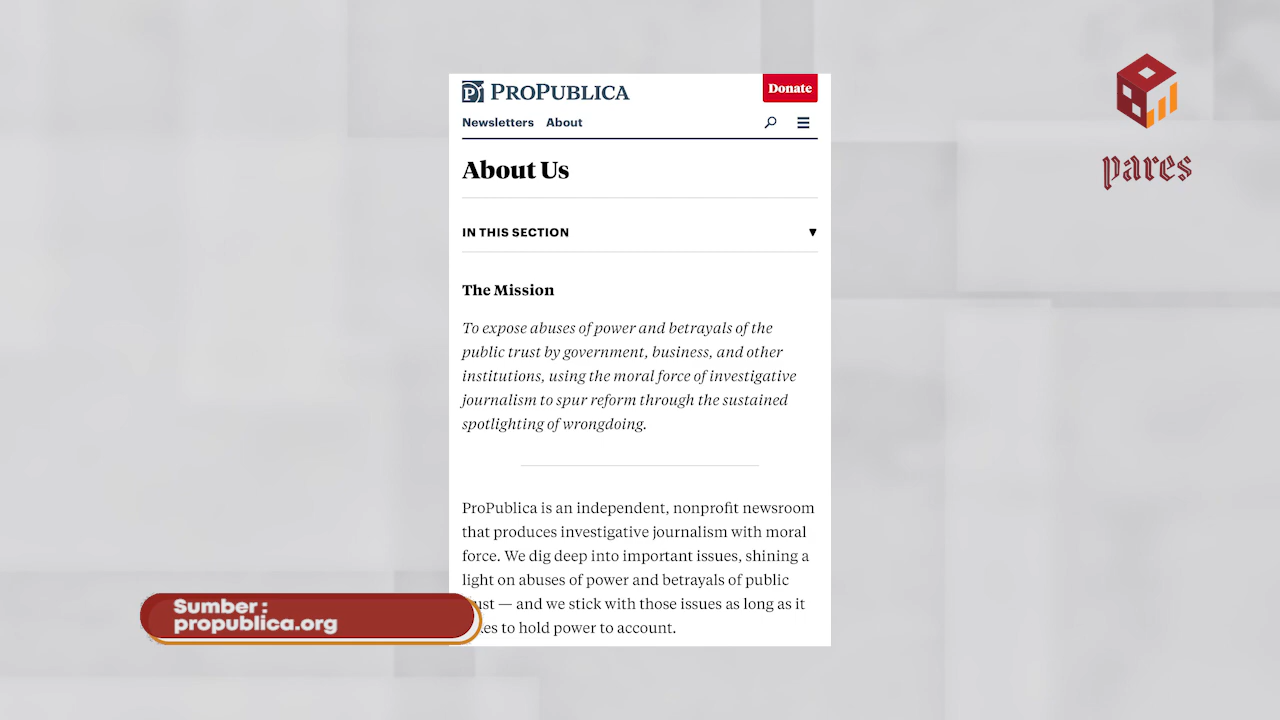 PROPUBLICA
Donate
Newsletters About
About Us
IN THIS SECTION
The Mission
To expose abuses of power and betrayals of the
public trust by government, business, and other
institutions, using the moral force of investigative
journalism to spur reform through the sustained
spotlighting of wrongdoing.
ProPublica is an independent, nonprofit newsroom
that produces investigative journalism with moral
force. We dig deep into important issues, shining a
light on abuses of power and betrayals of public
— and we stick with those issues as long as it
to hold power to account.
Sumber :
propublica.org
pares